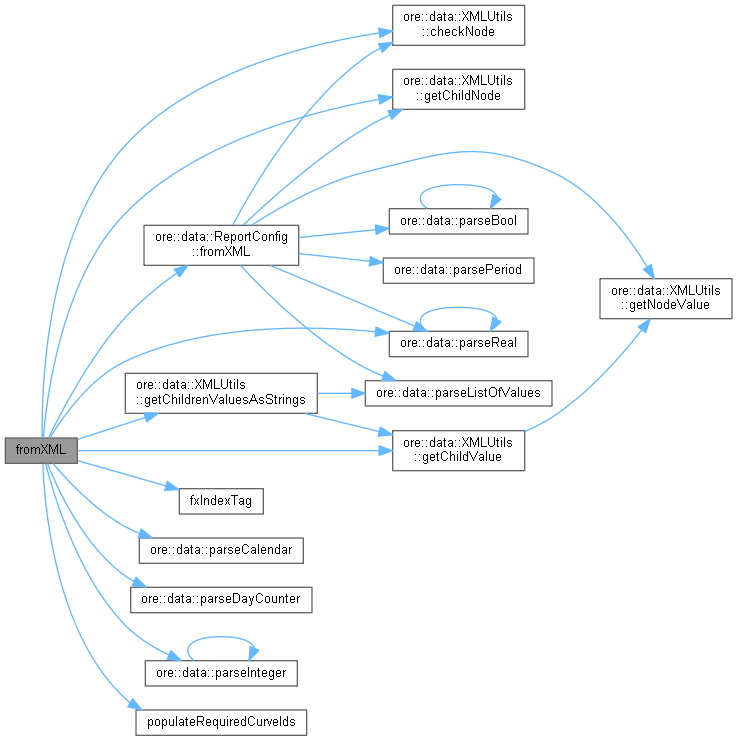 ore::data::XMLUtils
::checkNode
ore::data::XMLUtils
::getChildNode
ore::data::ReportConfig
::fromXML
ore::data::parseBool
ore::data::parsePeriod
ore::data::XMLUtils
::getNodeValue
ore::data::parseReal
ore::data::XMLUtils
::getChildrenValuesAsStrings
ore::data::parseListOfValues
fromXML
ore::data::XMLUtils
::getChildValue
fxIndexTag
ore::data::parseCalendar
ore::data::parseDayCounter
ore::data::parseInteger
populateRequiredCurveIds